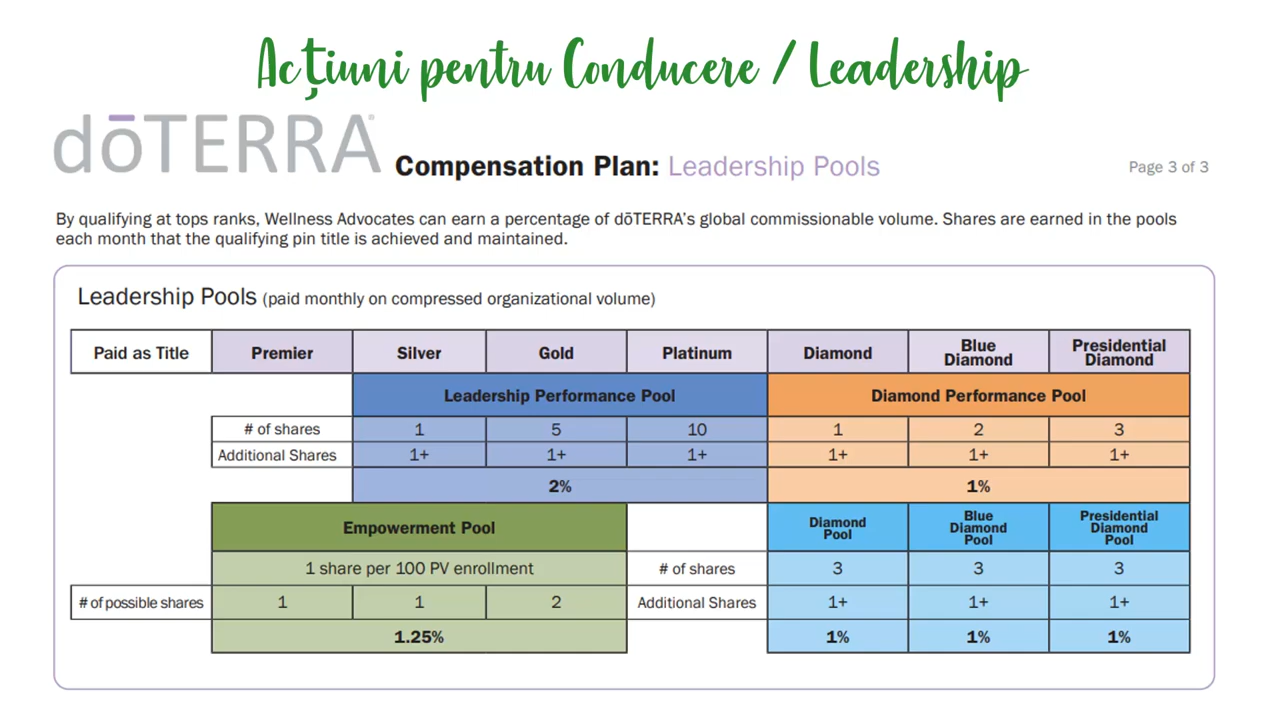 Acțiuni pentru Conducere / Leadership
dōTERRA®
Compensation Plan: Leadership Pools
Page 3 of 3
By qualifying at tops ranks, Wellness Advocates can earn a percentage of dōTERRA's global commissionable volume. Shares are earned in the pools
each month that the qualifying pin title is achieved and maintained.
Leadership Pools (paid monthly on compressed organizational volume)
Paid as Title Premier Silver Gold Platinum Diamond Blue Diamond Presidential Diamond
Leadership Performance Pool Diamond Performance Pool
# of shares 1 5 10 1 2 3
Additional Shares 1+ 1+ 1+ 1+ 1+ 1+
2% 1%
Empowerment Pool Diamond Pool Blue Diamond Pool Presidential Diamond Pool
1 share per 100 PV enrollment # of shares 3 3 3
# of possible shares 1 1 2 Additional Shares 1+ 1+ 1+
1.25% 1% 1% 1%